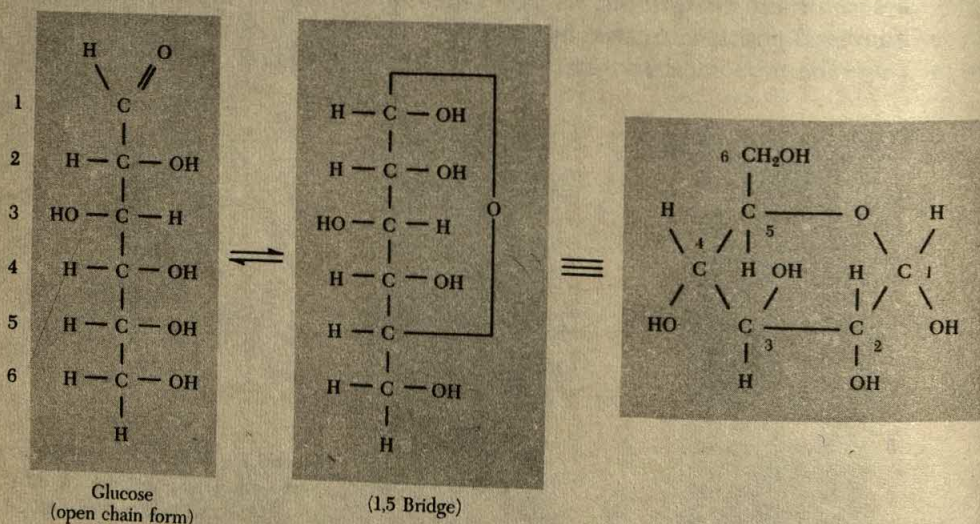 H O
1 C
2 H — C — OH
3 HO — C — H
4 H — C — OH
5 H — C — OH
6 H — C — OH
H
Glucose
(open chain form)
H — C — OH
H — C — OH
O
HO — C — H
H — C — OH
H — C
H — C — OH
H
(1,5 Bridge)
6 CH₂OH
H C O H
4 5
C H OH H C 1
HO C C OH
3 2
H OH